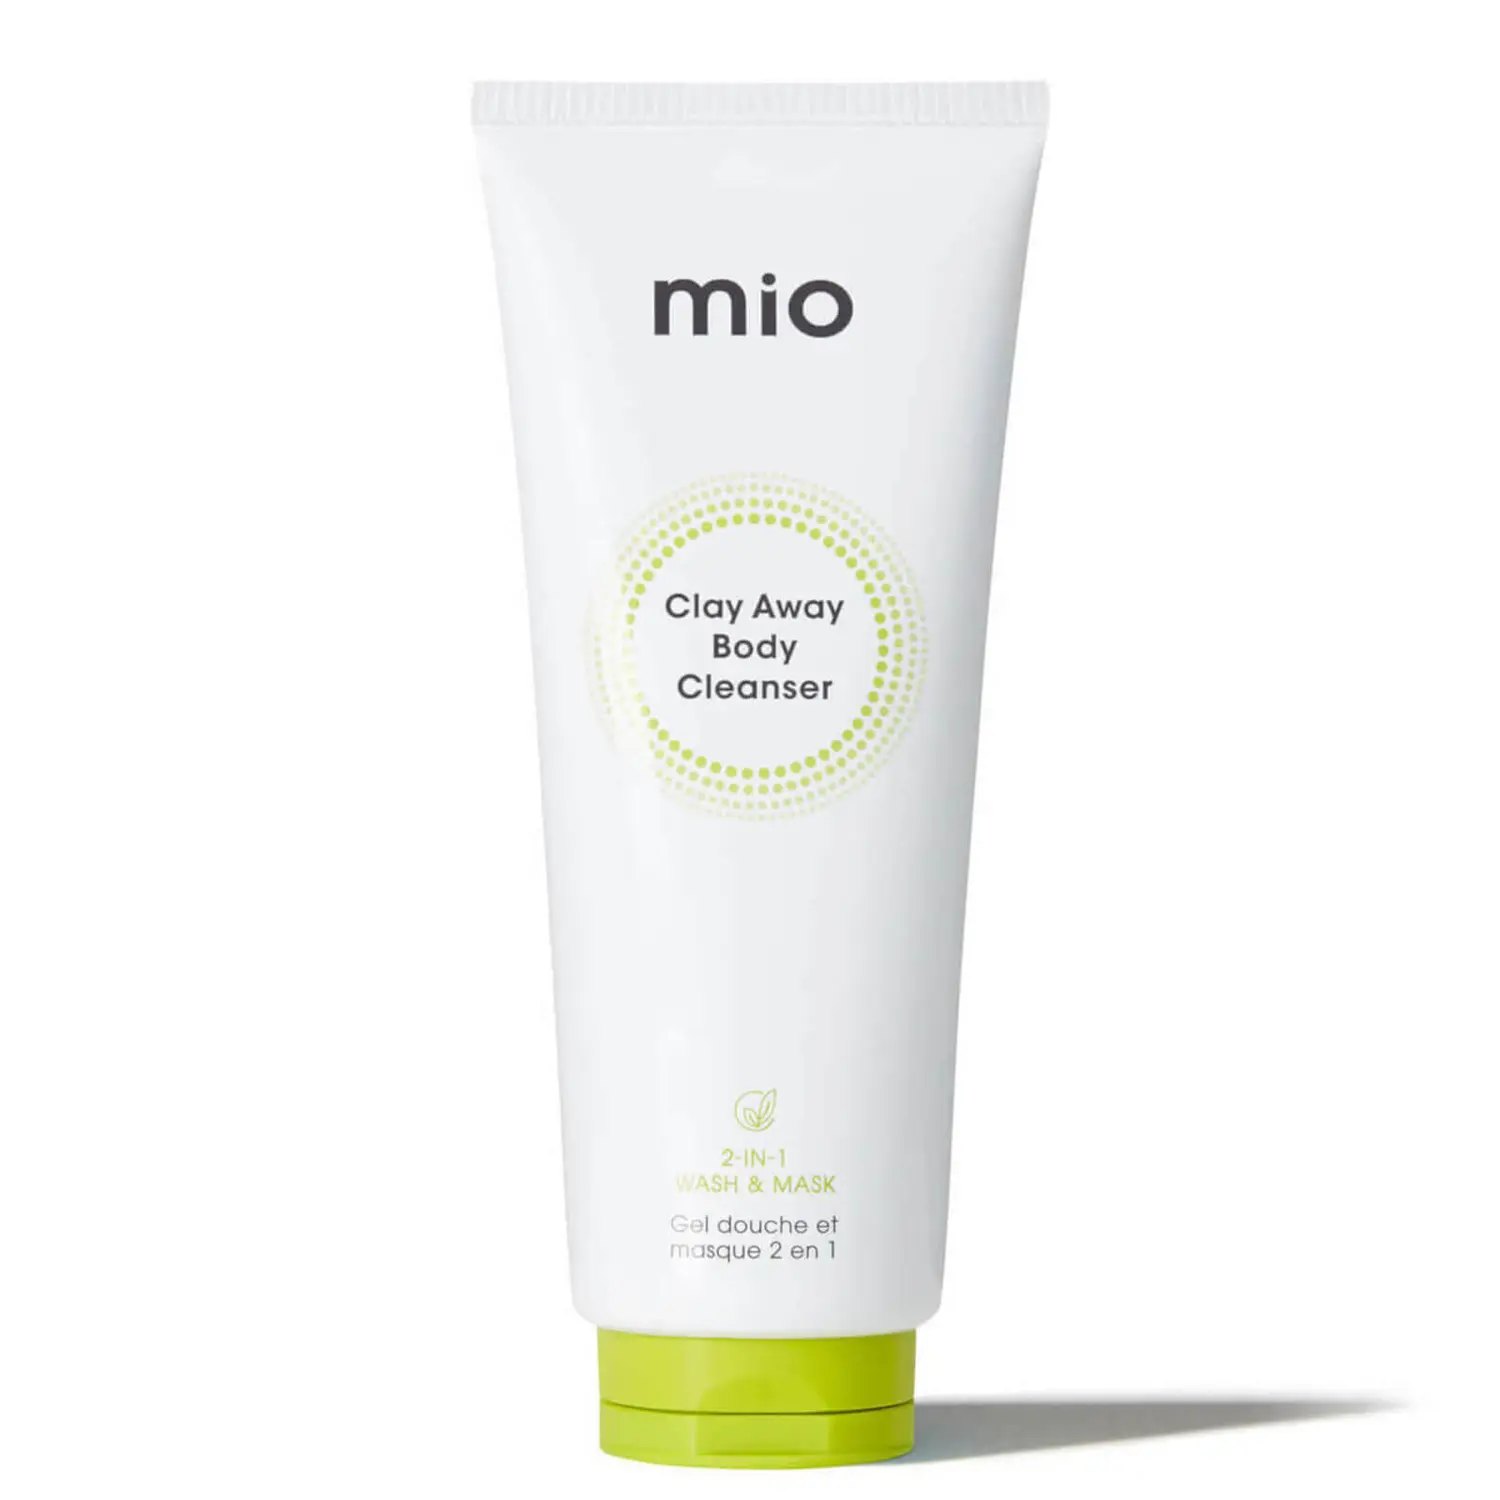 mio
Clay Away
Body
Cleanser
2-IN-1
WASH & MASK
Gel douche et
masque 2 en 1